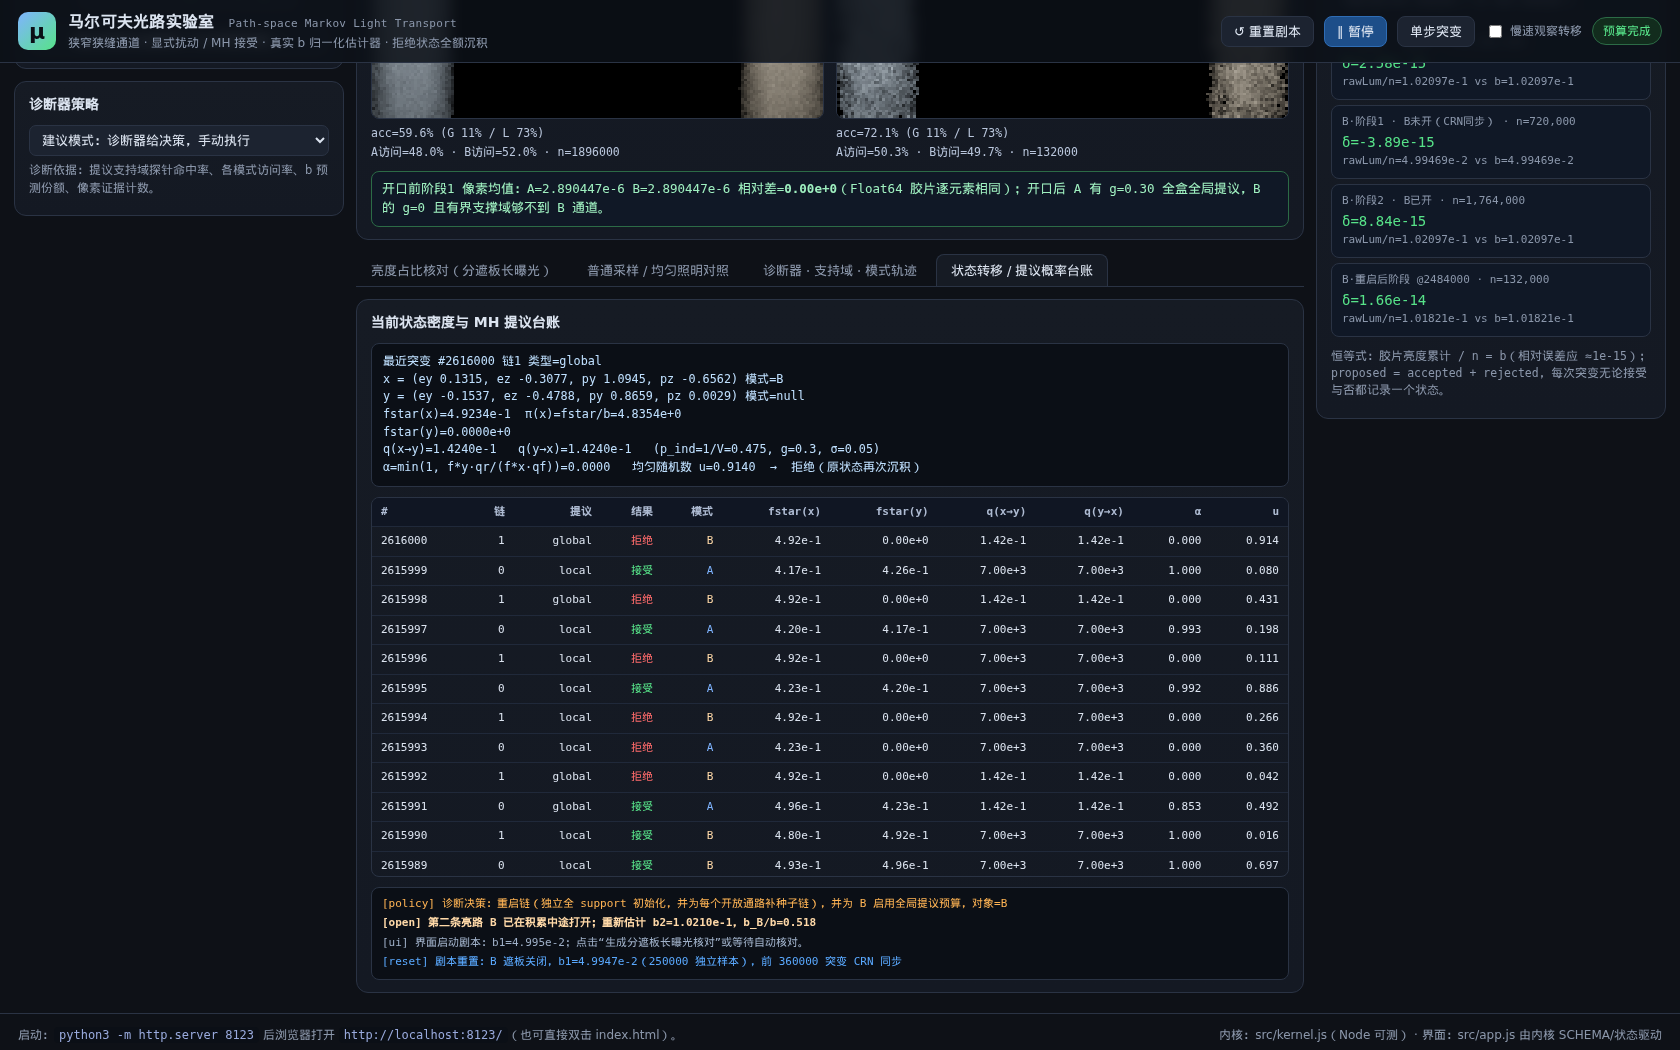 μ
马尔可夫光路实验室 Path-space Markov Light Transport
狭窄狭缝通道 · 显式扰动 / MH 接受 · 真实 b 归一化估计器 · 拒绝状态全额沉积
↺ 重置剧本
‖ 暂停
单步突变
慢速观察转移
预算完成
诊断器策略
建议模式: 诊断器给决策, 手动执行
诊断依据: 提议支持域探针命中率、各模式访问率、b 预
测份额、像素证据计数。
acc=59.6% (G 11% / L 73%)
A访问=48.0% · B访问=52.0% · n=1896000
acc=72.1% (G 11% / L 73%)
A访问=50.3% · B访问=49.7% · n=132000
开口前阶段1 像素均值: A=2.890447e-6 B=2.890447e-6 相对差=0.00e+0 ( Float64 胶片逐元素相同 ) ; 开口后 A 有 g=0.30 全盒全局提议, B
的 g=0 且有界支撑域够不到 B 通道。
亮度占比核对 ( 分遮板长曝光 )
普通采样 / 均匀照明对照
诊断器 · 支持域 · 模式轨迹
状态转移 / 提议概率台账
当前状态密度与 MH 提议台账
最近突变 #2616000 链1 类型=global
x = (ey 0.1315, ez -0.3077, py 1.0945, pz -0.6562) 模式=B
y = (ey -0.1537, ez -0.4788, py 0.8659, pz 0.0029) 模式=null
fstar(x)=4.9234e-1 π(x)=fstar/b=4.8354e+0
fstar(y)=0.0000e+0
q(x→y)=1.4240e-1 q(y→x)=1.4240e-1 (p_ind=1/V=0.475, g=0.3, σ=0.05)
α=min(1, f*y·qr/(f*x·qf))=0.0000 均匀随机数 u=0.9140 → 拒绝 ( 原状态再次沉积 )
# 链 提议 结果 模式 fstar(x) fstar(y) q(x→y) q(y→x) α u
2616000 1 global 拒绝 B 4.92e-1 0.00e+0 1.42e-1 1.42e-1 0.000 0.914
2615999 0 local 接受 A 4.17e-1 4.26e-1 7.00e+3 7.00e+3 1.000 0.080
2615998 1 global 拒绝 B 4.92e-1 0.00e+0 1.42e-1 1.42e-1 0.000 0.431
2615997 0 local 接受 A 4.20e-1 4.17e-1 7.00e+3 7.00e+3 0.993 0.198
2615996 1 local 拒绝 B 4.92e-1 0.00e+0 7.00e+3 7.00e+3 0.000 0.111
2615995 0 local 接受 A 4.23e-1 4.20e-1 7.00e+3 7.00e+3 0.992 0.886
2615994 1 local 拒绝 B 4.92e-1 0.00e+0 7.00e+3 7.00e+3 0.000 0.266
2615993 0 local 拒绝 A 4.23e-1 0.00e+0 7.00e+3 7.00e+3 0.000 0.360
2615992 1 global 拒绝 B 4.92e-1 0.00e+0 1.42e-1 1.42e-1 0.000 0.042
2615991 0 global 接受 A 4.96e-1 4.23e-1 1.42e-1 1.42e-1 0.853 0.492
2615990 1 local 接受 B 4.80e-1 4.92e-1 7.00e+3 7.00e+3 1.000 0.016
2615989 0 local 接受 B 4.93e-1 4.96e-1 7.00e+3 7.00e+3 1.000 0.697
[policy] 诊断决策: 重启链 ( 独立全 support 初始化, 并为每个开放通路补种子链 ) , 并为 B 启用全局提议预算, 对象=B
[open] 第二条亮路 B 已在积累中途打开; 重新估计 b2=1.0210e-1, b_B/b=0.518
[ui] 界面启动剧本: b1=4.995e-2; 点击“生成分遮板长曝光核对”或等待自动核对。
[reset] 剧本重置: B 遮板关闭, b1=4.9947e-2 ( 250000 独立样本 ) , 前 360000 突变 CRN 同步
δ=2.58e-15
rawLum/n=1.02097e-1 vs b=1.02097e-1
B·阶段1 · B未开 ( CRN同步 ) · n=720,000
δ=-3.89e-15
rawLum/n=4.99469e-2 vs b=4.99469e-2
B·阶段2 · B已开 · n=1,764,000
δ=8.84e-15
rawLum/n=1.02097e-1 vs b=1.02097e-1
B·重启后阶段 @2484000 · n=132,000
δ=1.66e-14
rawLum/n=1.01821e-1 vs b=1.01821e-1
恒等式: 胶片亮度累计 / n = b ( 相对误差应 ≈1e-15 ) ;
proposed = accepted + rejected, 每次突变无论接受
与否都记录一个状态。
启动: python3 -m http.server 8123 后浏览器打开 http://localhost:8123/ ( 也可直接双击 index.html ) 。
内核: src/kernel.js ( Node 可测 ) · 界面: src/app.js 由内核 SCHEMA/状态驱动